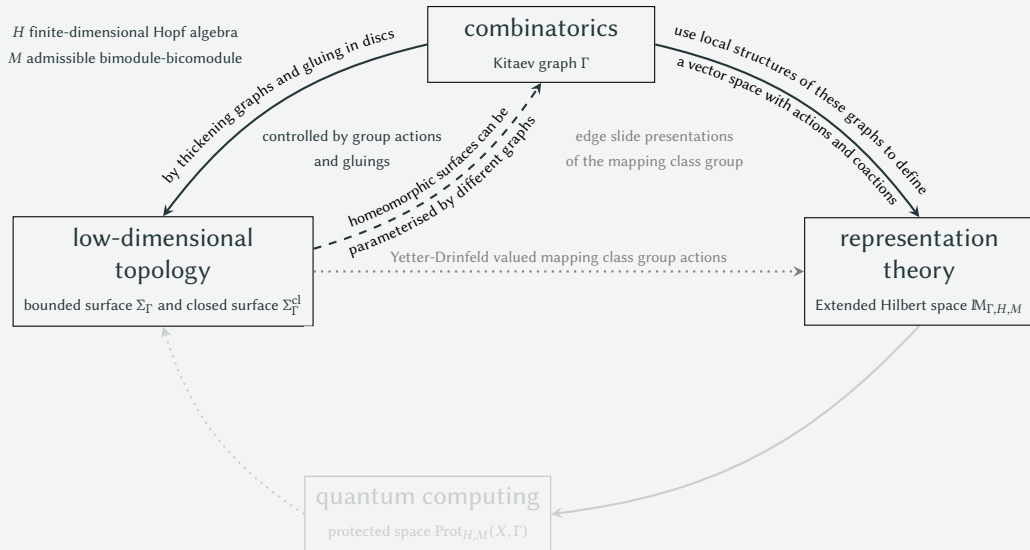 H finite-dimensional Hopf algebra
M admissible bimodule-bicomodule
combinatorics
Kitaev graph Γ
by thickening graphs and gluing in discs
controlled by group actions
and gluings
homeomorphic surfaces can be
parameterised by different graphs
edge slide presentations
of the mapping class group
use local structures of these graphs to define
a vector space with actions and coactions
low-dimensional
topology
bounded surface Σ_Γ and closed surface Σ_Γ^cl
Yetter-Drinfeld valued mapping class group actions
representation
theory
Extended Hilbert space 𝕄_{Γ,H,M}
quantum computing
protected space Prot_{H,M}(X, Γ)